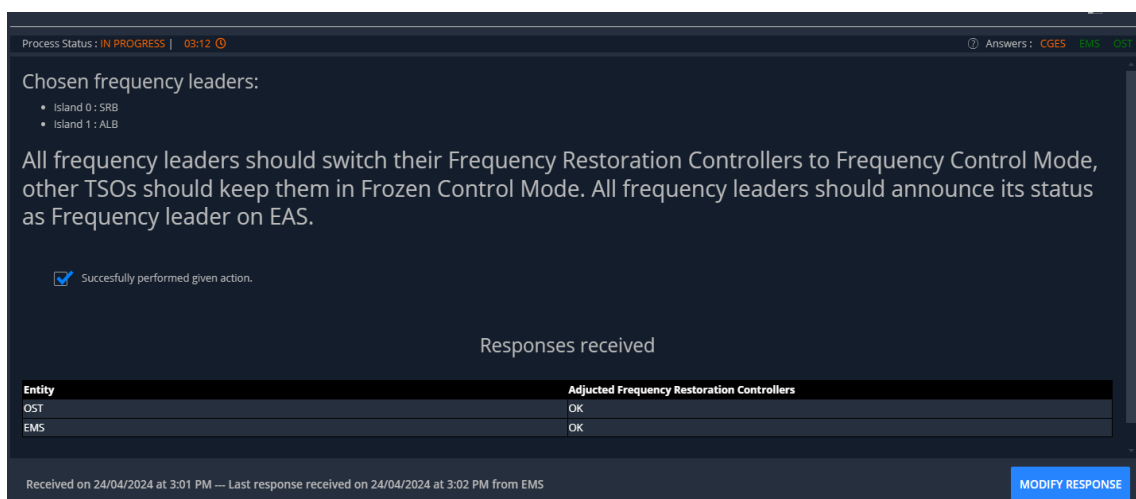 Process Status : IN PROGRESS | 03:12
Answers : CGES EMS OST
Chosen frequency leaders:
• Island 0 : SRB
• Island 1 : ALB
All frequency leaders should switch their Frequency Restoration Controllers to Frequency Control Mode,
other TSOs should keep them in Frozen Control Mode. All frequency leaders should announce its status
as Frequency leader on EAS.
Succesfully performed given action.
Responses received
Entity Adjucted Frequency Restoration Controllers
OST OK
EMS OK
Received on 24/04/2024 at 3:01 PM --- Last response received on 24/04/2024 at 3:02 PM from EMS
MODIFY RESPONSE